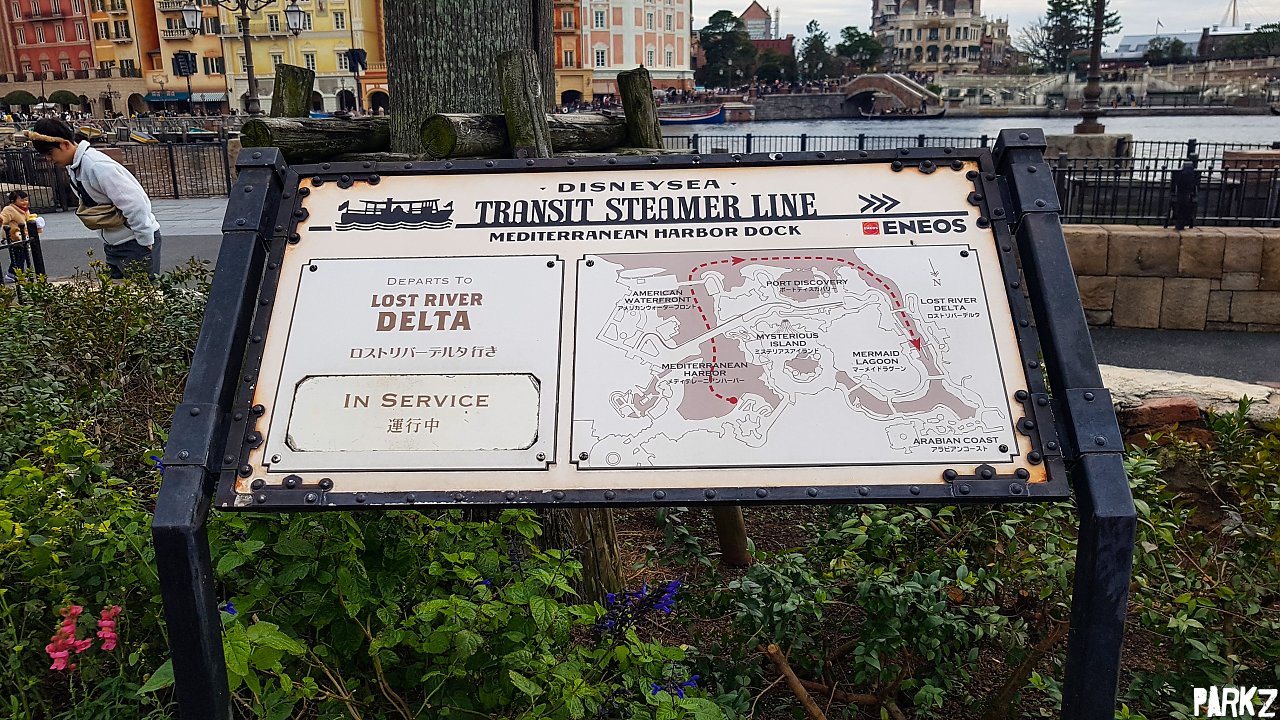 · DISNEYSEA ·
TRANSIT STEAMER LINE
MEDITERRANEAN HARBOR DOCK
ENEOS
DEPARTS TO
LOST RIVER
DELTA
ロストリバーデルタ行き
IN SERVICE
運行中
AMERICAN
WATERFRONT
アメリカンウォーターフロント
PORT DISCOVERY
ポートディスカバリー
N
LOST RIVER
DELTA
ロストリバーデルタ
MYSTERIOUS
ISLAND
ミステリアスアイランド
MERMAID
LAGOON
マーメイドラグーン
MEDITERRANEAN
HARBOR
メディテレーニアンハーバー
ARABIAN COAST
アラビアンコースト
PARKZ